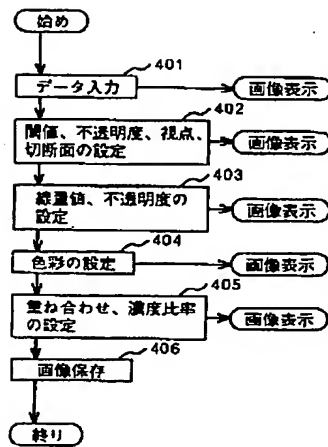 始め
401
データ入力
画像表示
402
閾値、不透明度、視点、
切断面の設定
画像表示
403
線量値、不透明度の
設定
画像表示
404
色彩の設定
画像表示
405
重ね合わせ、濃度比率
の設定
画像表示
406
画像保存
終り